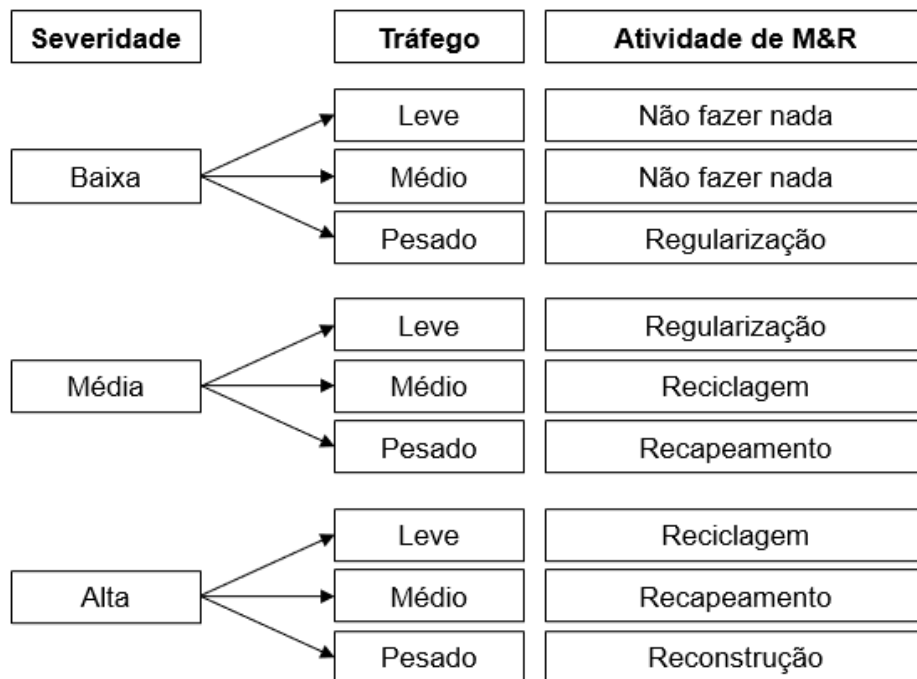 Severidade Tráfego Atividade de M&R
Leve Não fazer nada
Baixa Médio Não fazer nada
Pesado Regularização
Leve Regularização
Média Médio Reciclagem
Pesado Recapeamento
Leve Reciclagem
Alta Médio Recapeamento
Pesado Reconstrução